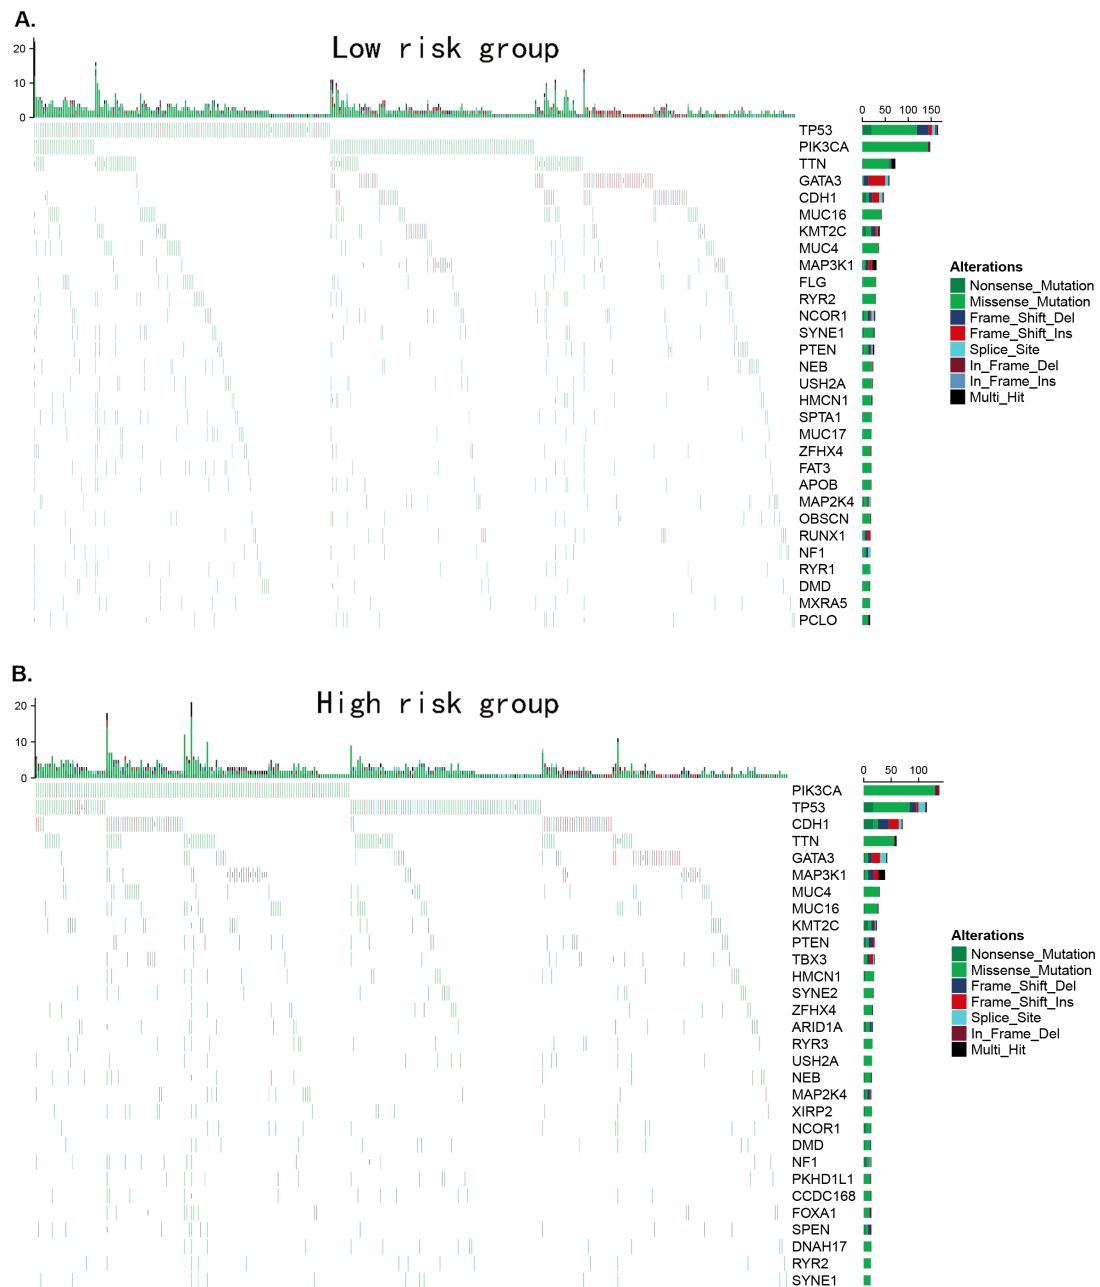 A.
Low risk group
20
10
0
0 50 100 150
TP53
PIK3CA
TTN
GATA3
CDH1
MUC16
KMT2C
MUC4
MAP3K1
FLG
RYR2
NCOR1
SYNE1
PTEN
NEB
USH2A
HMCN1
SPTA1
MUC17
ZFHX4
FAT3
APOB
MAP2K4
OBSCN
RUNX1
NF1
RYR1
DMD
MXRA5
PCLO
Alterations
Nonsense_Mutation
Missense_Mutation
Frame_Shift_Del
Frame_Shift_Ins
Splice_Site
In_Frame_Del
In_Frame_Ins
Multi_Hit
B.
High risk group
20
10
0
0 50 100
PIK3CA
TP53
CDH1
TTN
GATA3
MAP3K1
MUC4
MUC16
KMT2C
PTEN
TBX3
HMCN1
SYNE2
ZFHX4
ARID1A
RYR3
USH2A
NEB
MAP2K4
XIRP2
NCOR1
DMD
NF1
PKHD1L1
CCDC168
FOXA1
SPEN
DNAH17
RYR2
SYNE1
Alterations
Nonsense_Mutation
Missense_Mutation
Frame_Shift_Del
Frame_Shift_Ins
Splice_Site
In_Frame_Del
Multi_Hit